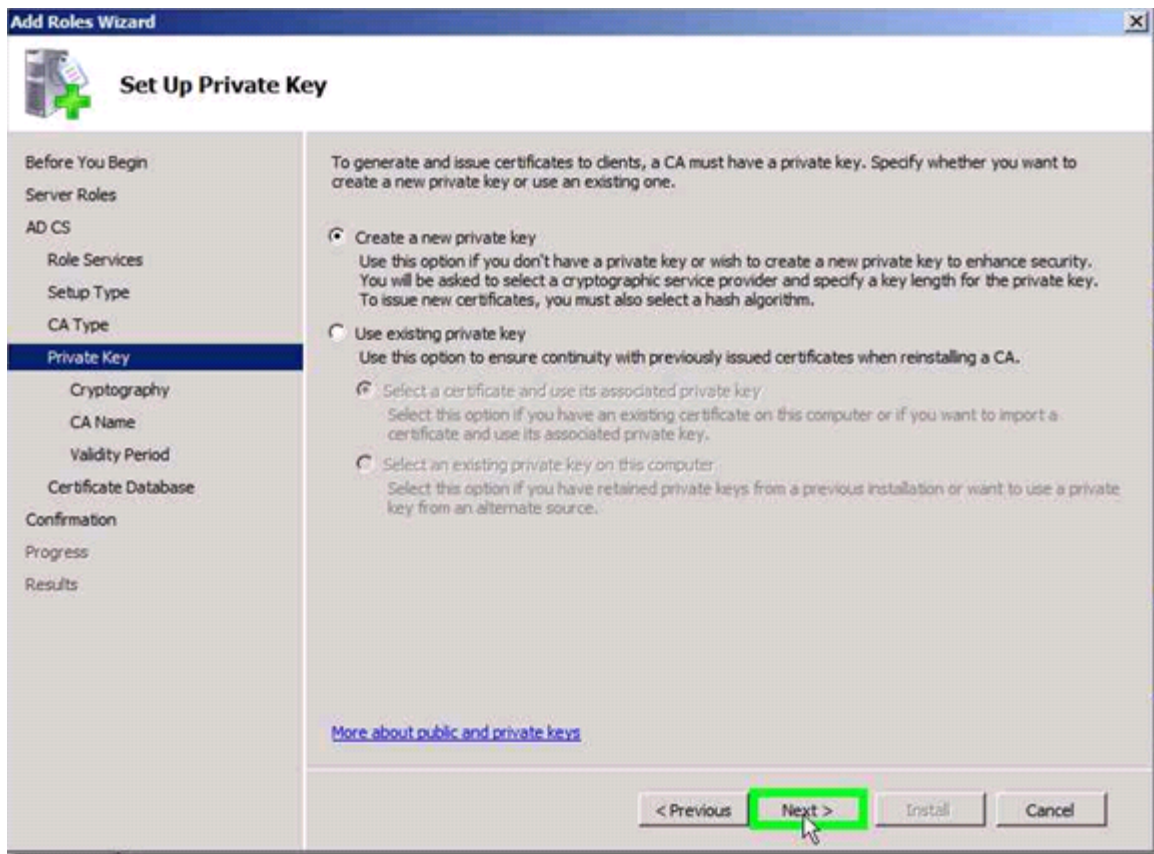 Add Roles Wizard
Set Up Private Key
Before You Begin
Server Roles
AD CS
Role Services
Setup Type
CA Type
Private Key
Cryptography
CA Name
Validity Period
Certificate Database
Confirmation
Progress
Results
To generate and issue certificates to clients, a CA must have a private key. Specify whether you want to
create a new private key or use an existing one.
Create a new private key
Use this option if you don't have a private key or wish to create a new private key to enhance security.
You will be asked to select a cryptographic service provider and specify a key length for the private key.
To issue new certificates, you must also select a hash algorithm.
Use existing private key
Use this option to ensure continuity with previously issued certificates when reinstalling a CA.
Select a certificate and use its associated private key
Select this option if you have an existing certificate on this computer or if you want to import a
certificate and use its associated private key.
Select an existing private key on this computer
Select this option if you have retained private keys from a previous installation or want to use a private
key from an alternate source.
More about public and private keys
< Previous Next > Install Cancel